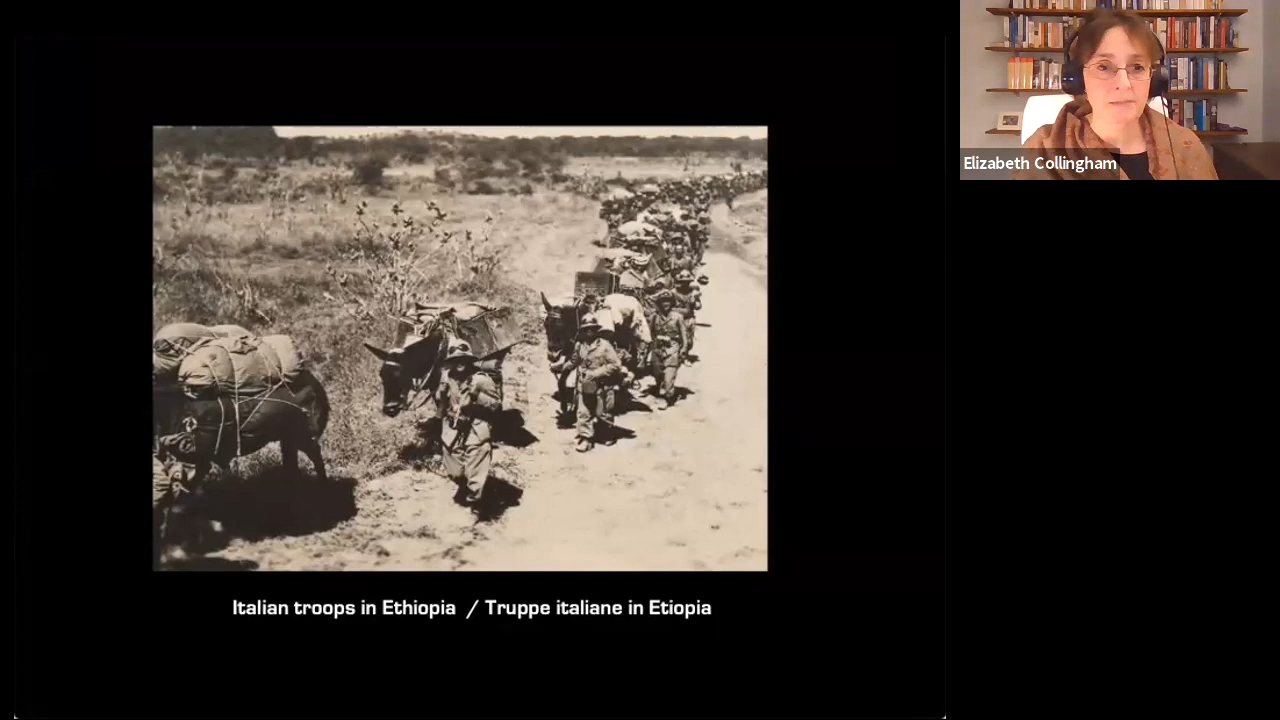 Elizabeth Collingham
Italian troops in Ethiopia / Truppe italiane in Etiopia